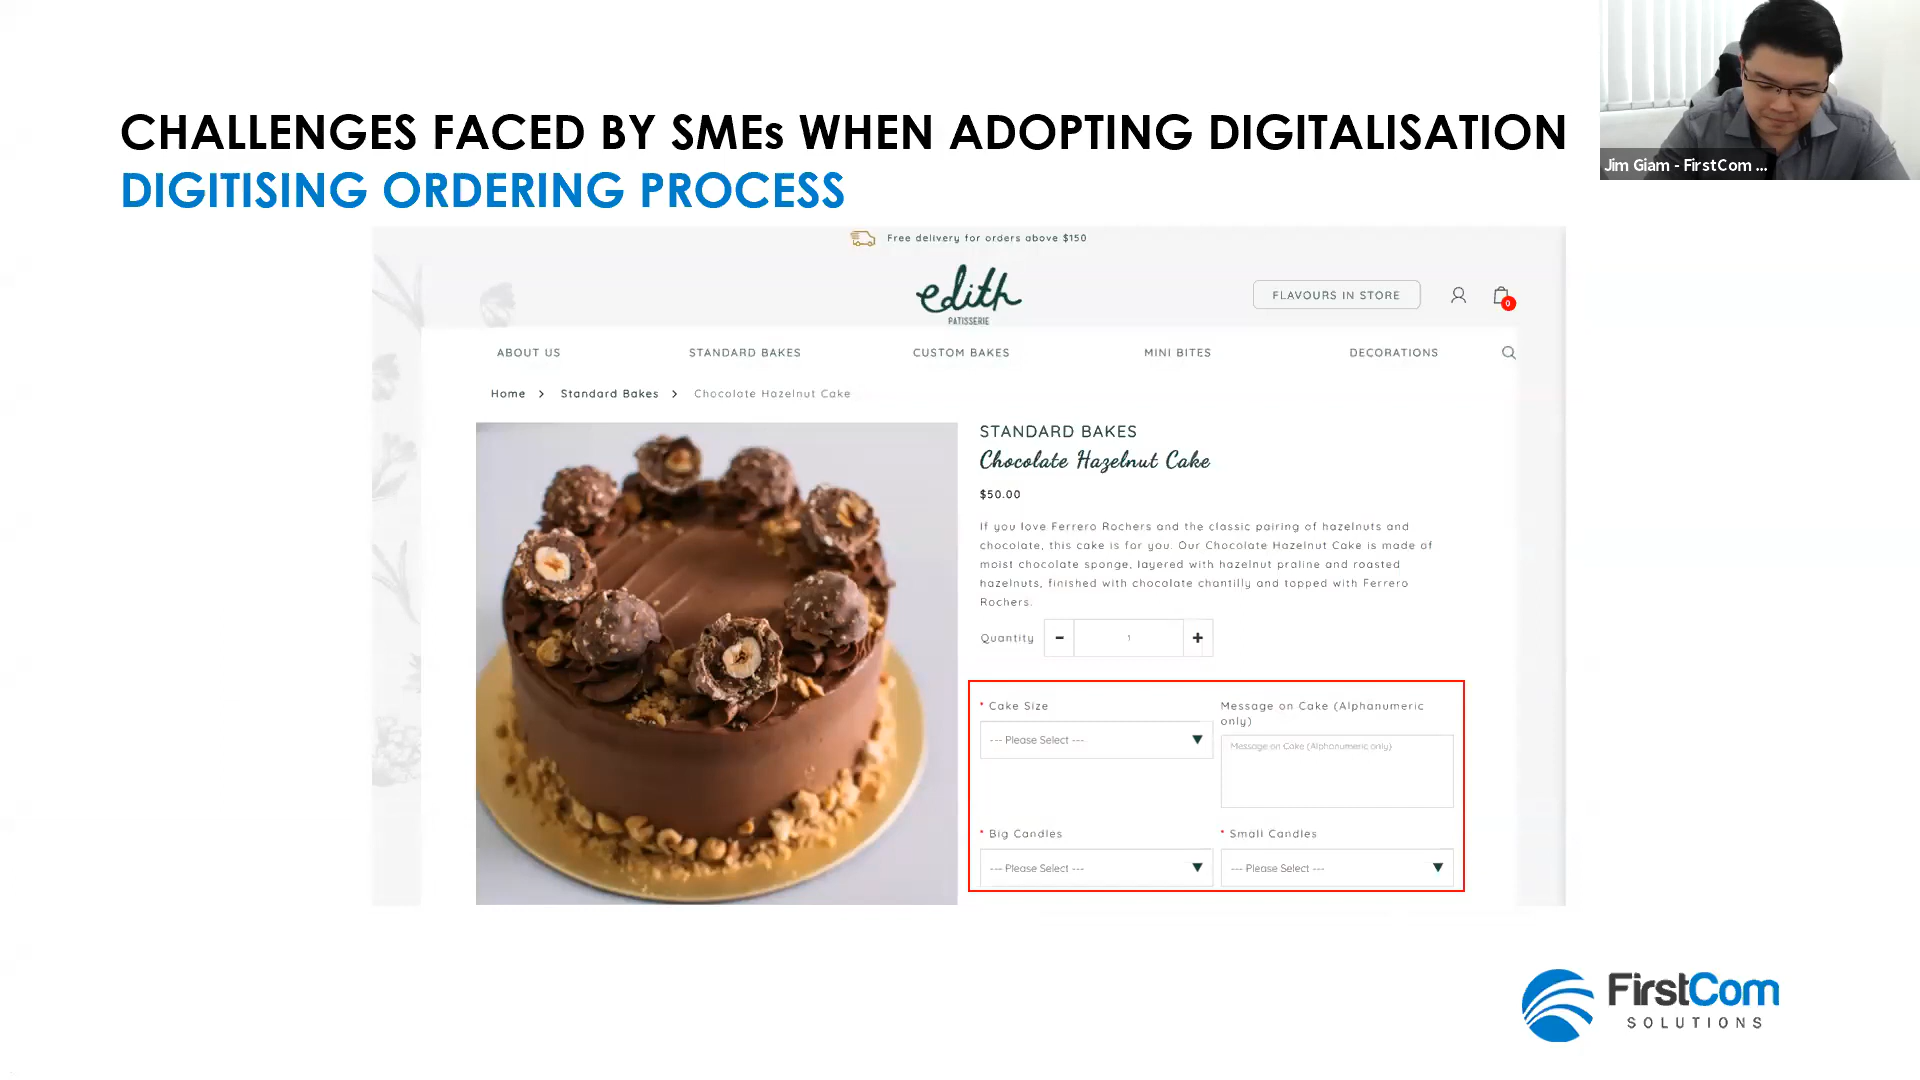 CHALLENGES FACED BY SMEs WHEN ADOPTING DIGITALISATION
DIGITISING ORDERING PROCESS
Jim Giam - FirstCom ...
Free delivery for orders above $150
edith
PATISSERIE
FLAVOURS IN STORE
0
ABOUT US
STANDARD BAKES
CUSTOM BAKES
MINI BITES
DECORATIONS
Home > Standard Bakes > Chocolate Hazelnut Cake
STANDARD BAKES
Chocolate Hazelnut Cake
$50.00
If you love Ferrero Rochers and the classic pairing of hazelnuts and
chocolate, this cake is for you. Our Chocolate Hazelnut Cake is made of
moist chocolate sponge, layered with hazelnut praline and roasted
hazelnuts, finished with chocolate chantilly and topped with Ferrero
Rochers.
Quantity - 1 +
* Cake Size
--- Please Select ---
Message on Cake (Alphanumeric
only)
Message on Cake (Alphanumeric only)
* Big Candles
--- Please Select ---
* Small Candles
--- Please Select ---
FirstCom
SOLUTIONS